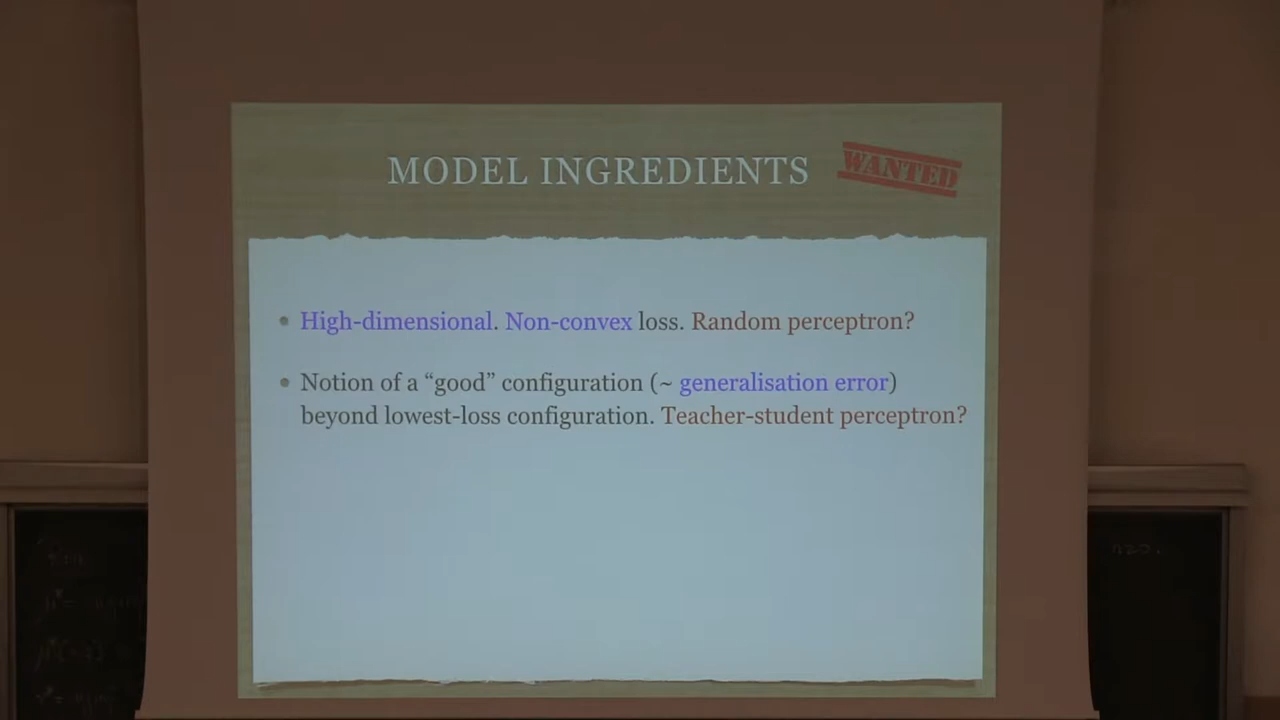 MODEL INGREDIENTS
WANTED
• High-dimensional. Non-convex loss. Random perceptron?
• Notion of a “good” configuration (~ generalisation error)
beyond lowest-loss configuration. Teacher-student perceptron?